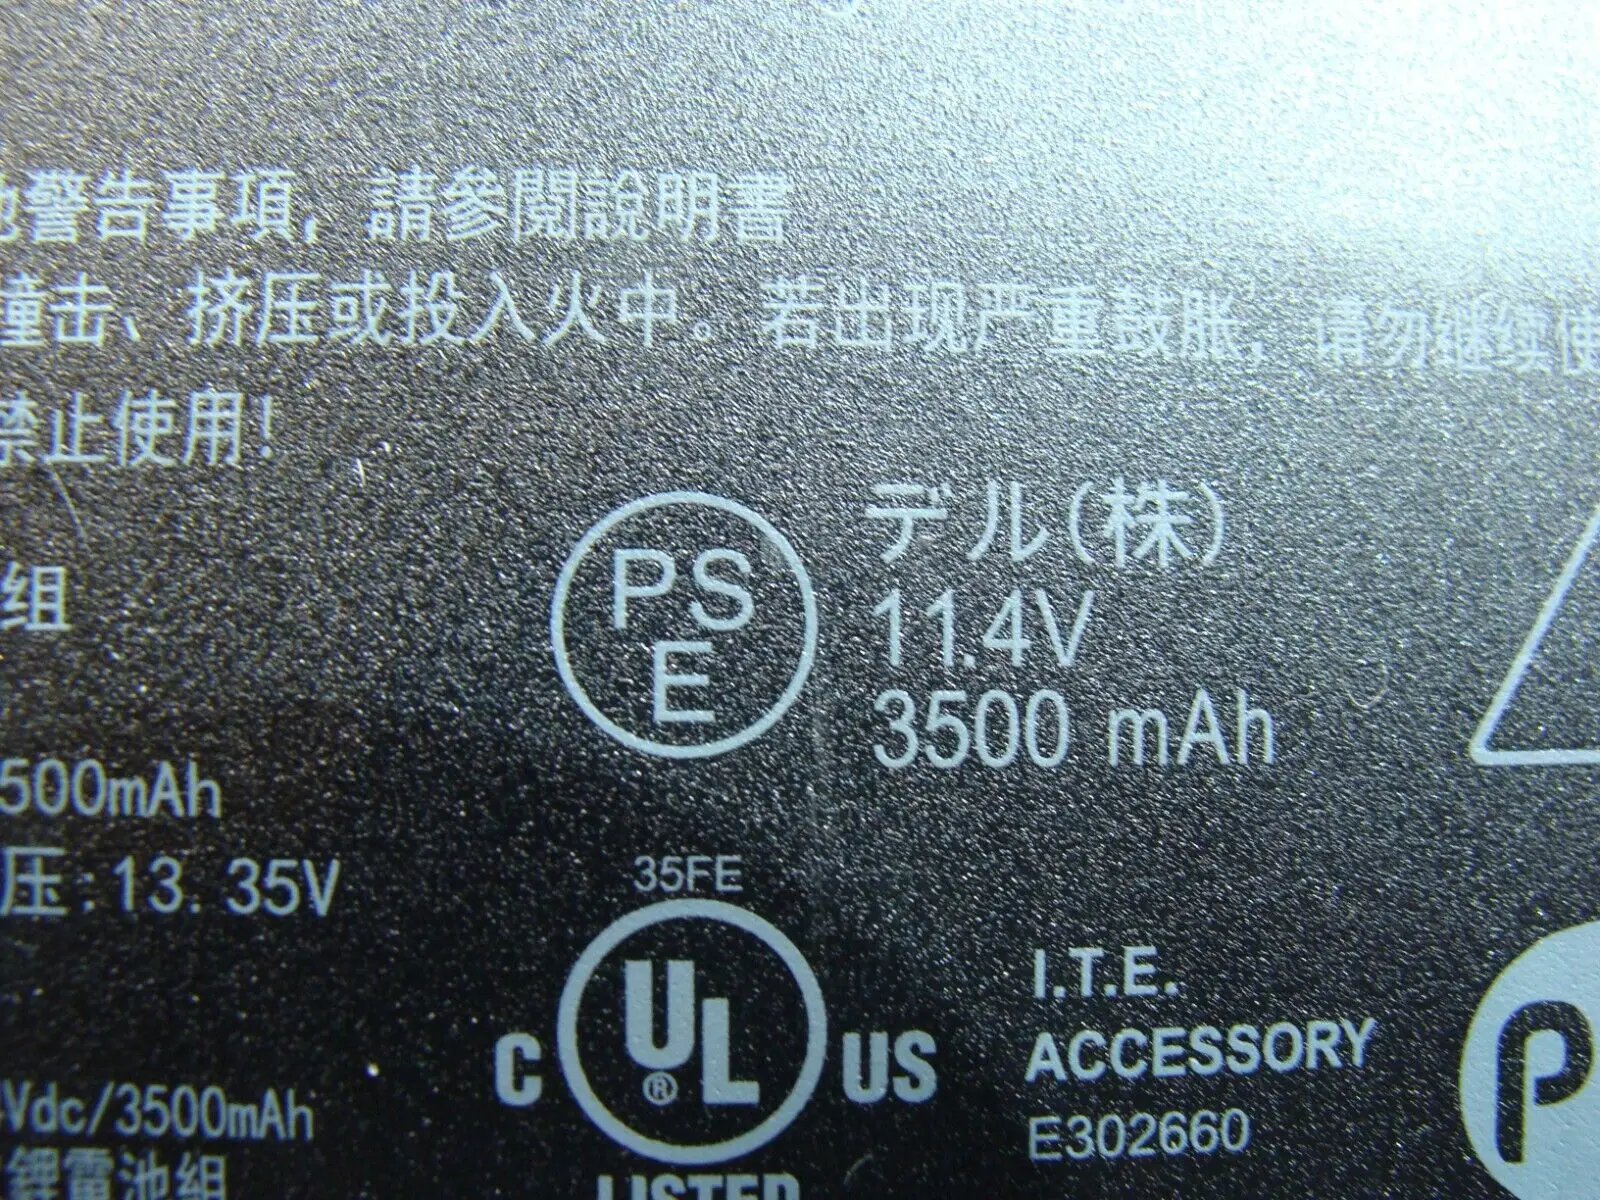 警告事項, 請參閱說明書
撞击、挤压或投入火中。若出现严重鼓胀, 请勿继续使
禁止使用!
组
PS
E
デル(株)
11.4V
3500 mAh
500mAh
压:13.35V
35FE
C UL® US
LISTED
I.T.E.
ACCESSORY
E302660
Vdc/3500mAh
鋰電池組
P